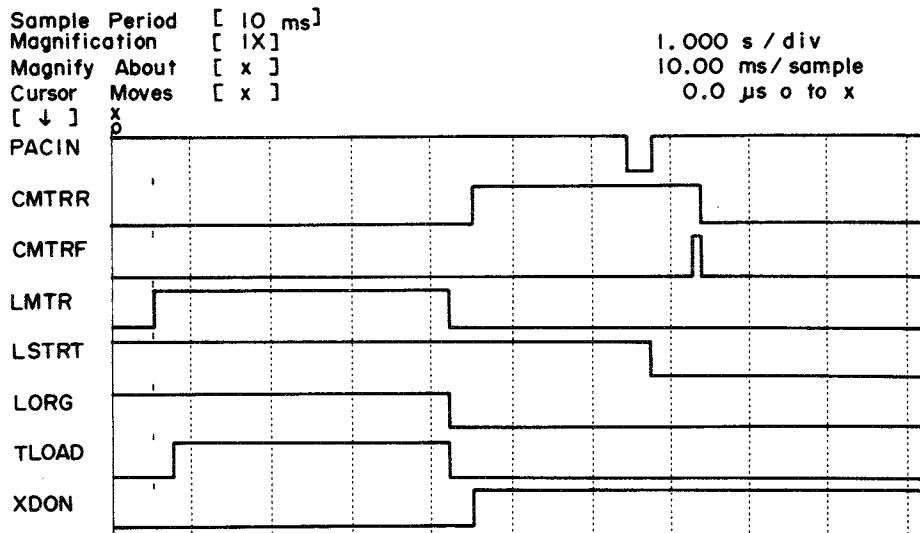 Sample Period [ 10 ms]
Magnification [ 1X]
Magnify About [ x ]
Cursor Moves [ x ]
[ ↓ ] x
o
1.000 s / div
10.00 ms/ sample
0.0 µs o to x
PACIN
CMTRR
CMTRF
LMTR
LSTRT
LORG
TLOAD
XDON